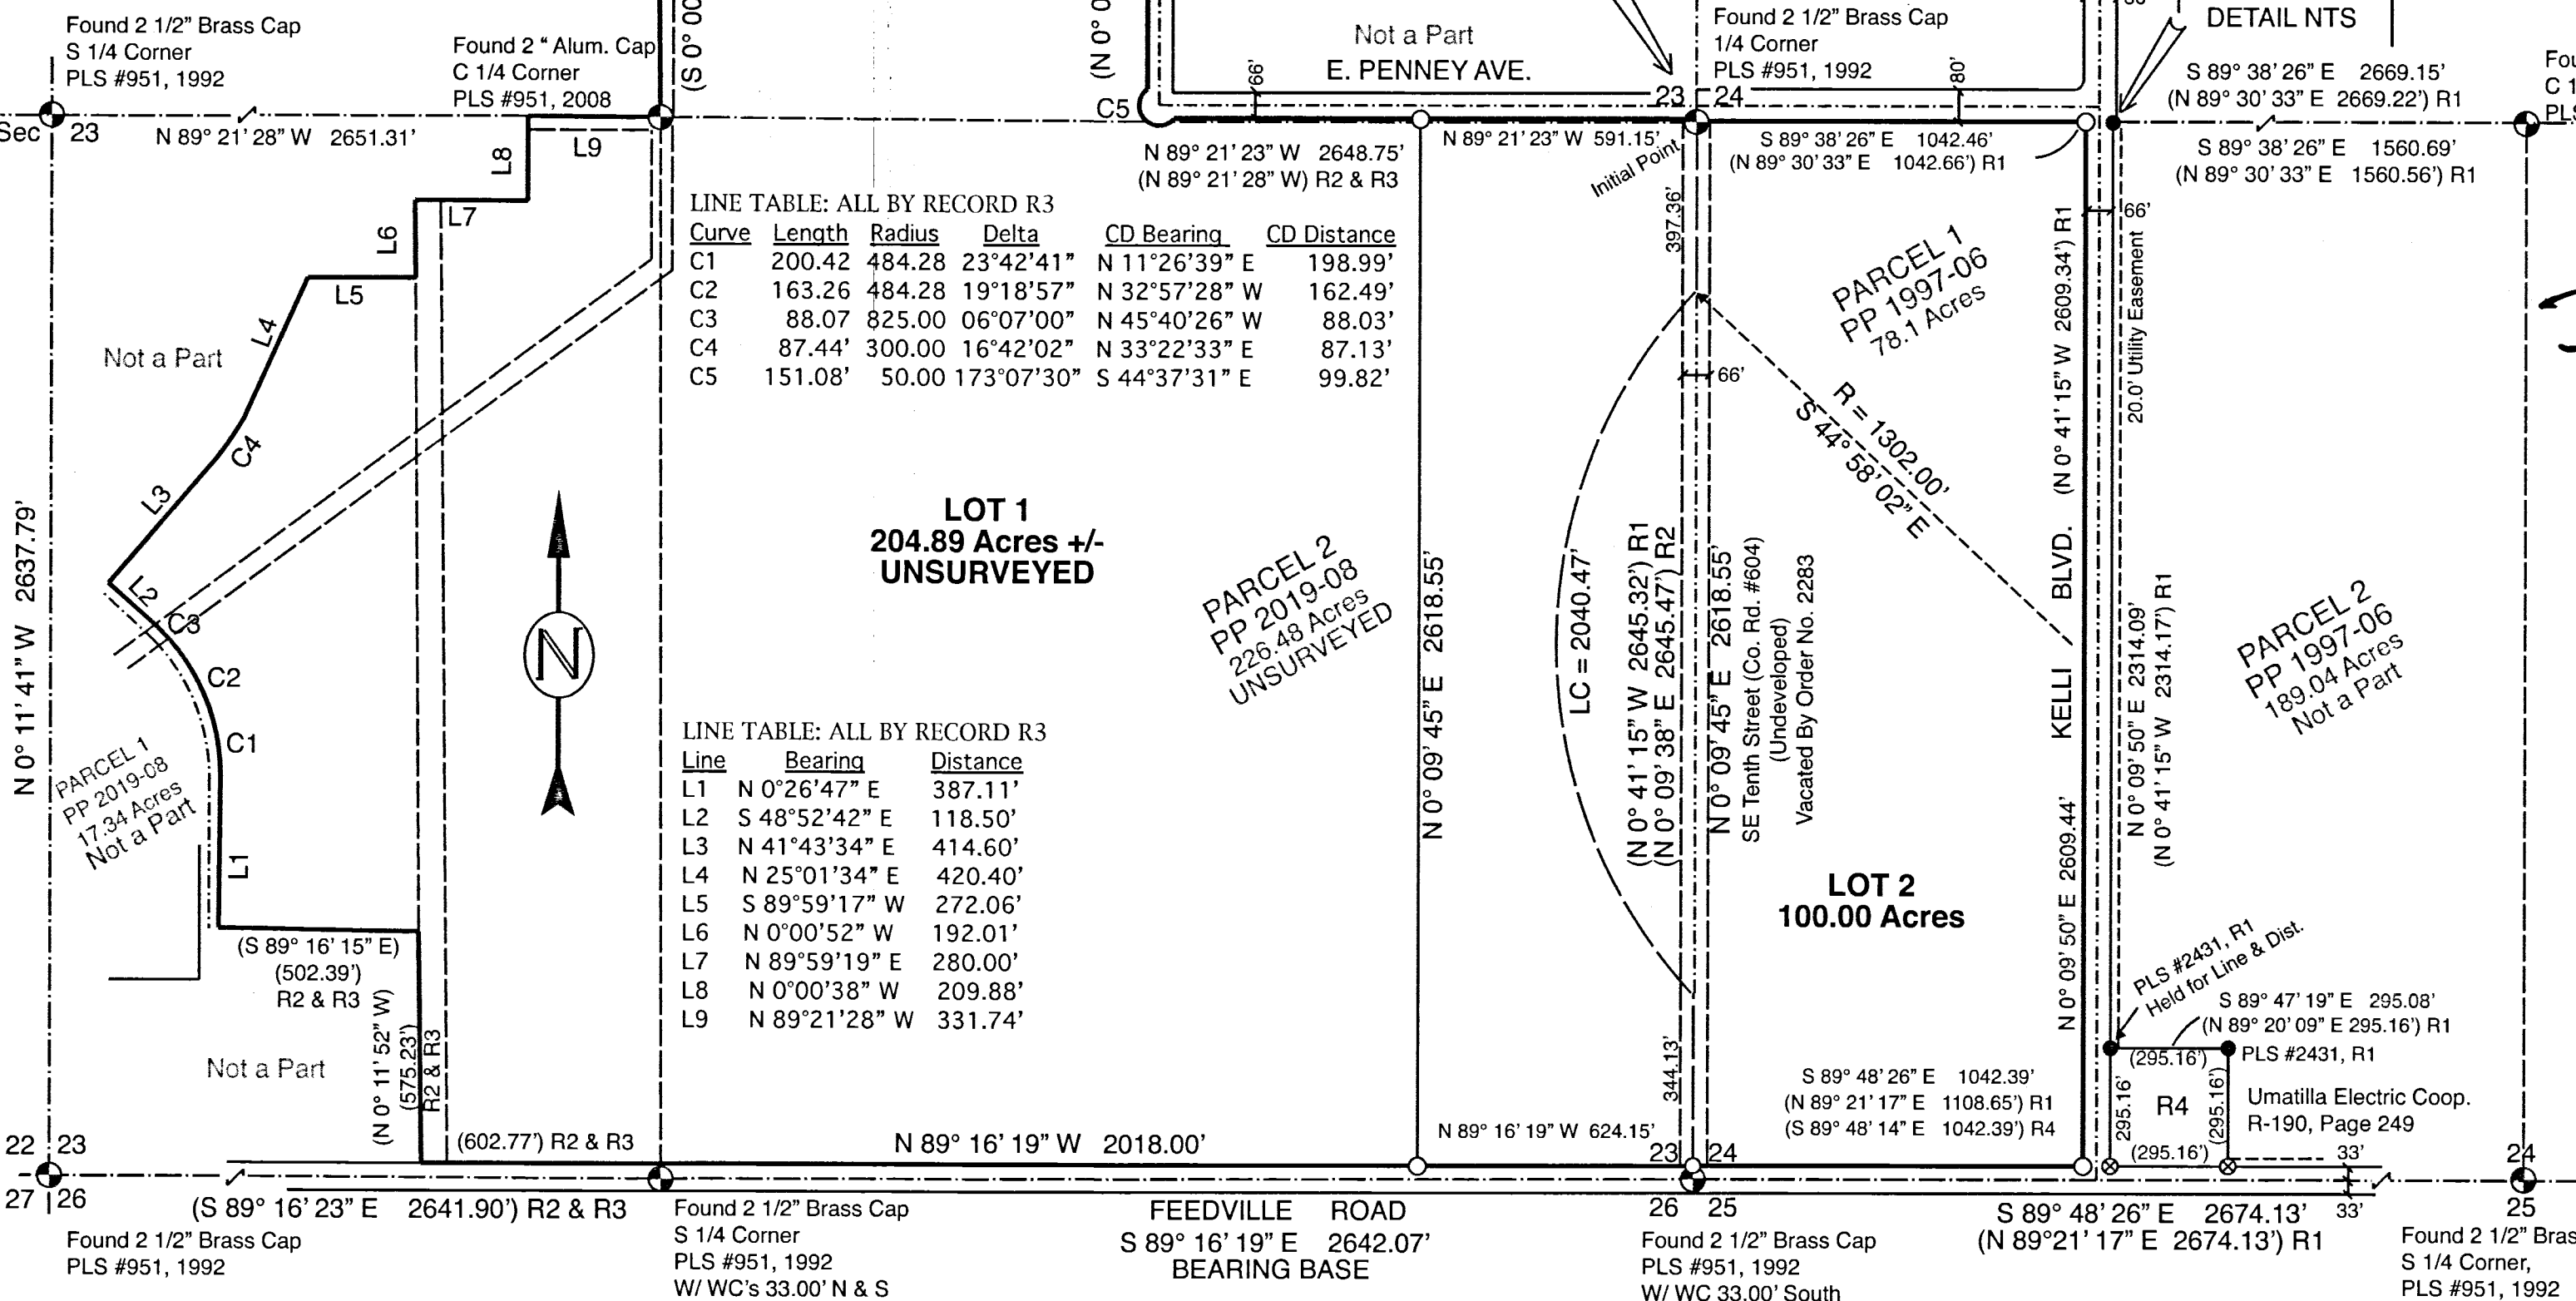 Found 2 1/2” Brass Cap
S 1/4 Corner
PLS #951, 1992
Found 2 “ Alum. Cap
C 1/4 Corner
PLS #951, 2008
(S 0° 00
(N 0° 0
Not a Part
E. PENNEY AVE.
66’
Found 2 1/2” Brass Cap
1/4 Corner
PLS #951, 1992
80’
DETAIL NTS
S 89° 38’ 26” E 2669.15’
(N 89° 30’ 33” E 2669.22’) R1
Sec 23
N 89° 21’ 28” W 2651.31’
L8
L9
C5
23 24
N 89° 21’ 23” W 2648.75’
(N 89° 21’ 28” W) R2 & R3
N 89° 21’ 23” W 591.15’
Initial Point
S 89° 38’ 26” E 1042.46’
(N 89° 30’ 33” E 1042.66’) R1
S 89° 38’ 26” E 1560.69’
(N 89° 30’ 33” E 1560.56’) R1
L7
L6
L5
L4
Not a Part
C4
L3
L2
C3
C2
C1
L1
LINE TABLE: ALL BY RECORD R3
Curve Length Radius Delta CD Bearing CD Distance
C1 200.42 484.28 23°42’41” N 11°26’39” E 198.99’
C2 163.26 484.28 19°18’57” N 32°57’28” W 162.49’
C3 88.07 825.00 06°07’00” N 45°40’26” W 88.03’
C4 87.44’ 300.00 16°42’02” N 33°22’33” E 87.13’
C5 151.08’ 50.00 173°07’30” S 44°37’31” E 99.82’
397.36’
66’
PARCEL 1
PP 1997-06
78.1 Acres
R = 1302.00’
S 44° 58’ 02” E
(N 0° 41’ 15” W 2609.34’) R1
66’
20.0’ Utility Easement
N 0° 11’ 41” W 2637.79’
N
LOT 1
204.89 Acres +/-
UNSURVEYED
PARCEL 2
PP 2019-08
226.48 Acres
UNSURVEYED
N 0° 09’ 45” E 2618.55’
LC = 2040.47’
(N 0° 41’ 15” W 2645.32’) R1
(N 0° 09’ 38” E 2645.47’) R2
N 0° 09’ 45” E 2618.55’
SE Tenth Street (Co. Rd. #604)
(Undeveloped)
Vacated By Order No. 2283
KELLI BLVD.
N 0° 09’ 50” E 2609.44’
N 0° 09’ 50” E 2314.09’
(N 0° 41’ 15” W 2314.17’) R1
PARCEL 2
PP 1997-06
189.04 Acres
Not a Part
PARCEL 1
PP 2019-08
17.34 Acres
Not a Part
LINE TABLE: ALL BY RECORD R3
Line Bearing Distance
L1 N 0°26’47” E 387.11’
L2 S 48°52’42” E 118.50’
L3 N 41°43’34” E 414.60’
L4 N 25°01’34” E 420.40’
L5 S 89°59’17” W 272.06’
L6 N 0°00’52” W 192.01’
L7 N 89°59’19” E 280.00’
L8 N 0°00’38” W 209.88’
L9 N 89°21’28” W 331.74’
LOT 2
100.00 Acres
(S 89° 16’ 15” E)
(502.39’)
R2 & R3
Not a Part
(N 0° 11’ 52” W)
(575.23’)
R2 & R3
PLS #2431, R1
Held for Line & Dist.
S 89° 47’ 19” E 295.08’
(N 89° 20’ 09” E 295.16’) R1
(295.16’)
PLS #2431, R1
295.16’
R4
(295.16’)
(295.16’)
Umatilla Electric Coop.
R-190, Page 249
344.13’
S 89° 48’ 26” E 1042.39’
(N 89° 21’ 17” E 1108.65’) R1
(S 89° 48’ 14” E 1042.39’) R4
22 23
27 26
(602.77’) R2 & R3
N 89° 16’ 19” W 2018.00’
N 89° 16’ 19” W 624.15’
23 24
26 25
33’
33’
24
25
(S 89° 16’ 23” E 2641.90’) R2 & R3
Found 2 1/2” Brass Cap
PLS #951, 1992
Found 2 1/2” Brass Cap
S 1/4 Corner
PLS #951, 1992
W/ WC’s 33.00’ N & S
FEEDVILLE ROAD
S 89° 16’ 19” E 2642.07’
BEARING BASE
Found 2 1/2” Brass Cap
PLS #951, 1992
W/ WC 33.00’ South
S 89° 48’ 26” E 2674.13’
(N 89°21’ 17” E 2674.13’) R1
Found 2 1/2” Bras
S 1/4 Corner,
PLS #951, 1992